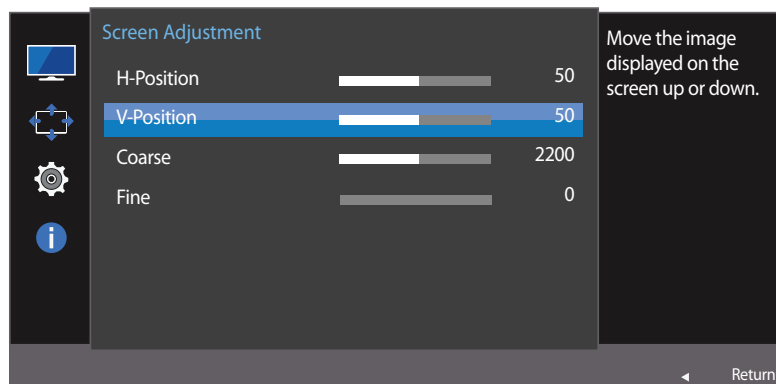 Screen Adjustment
H-Position 50
V-Position 50
Coarse 2200
Fine 0
Move the image
displayed on the
screen up or down.
i
Return